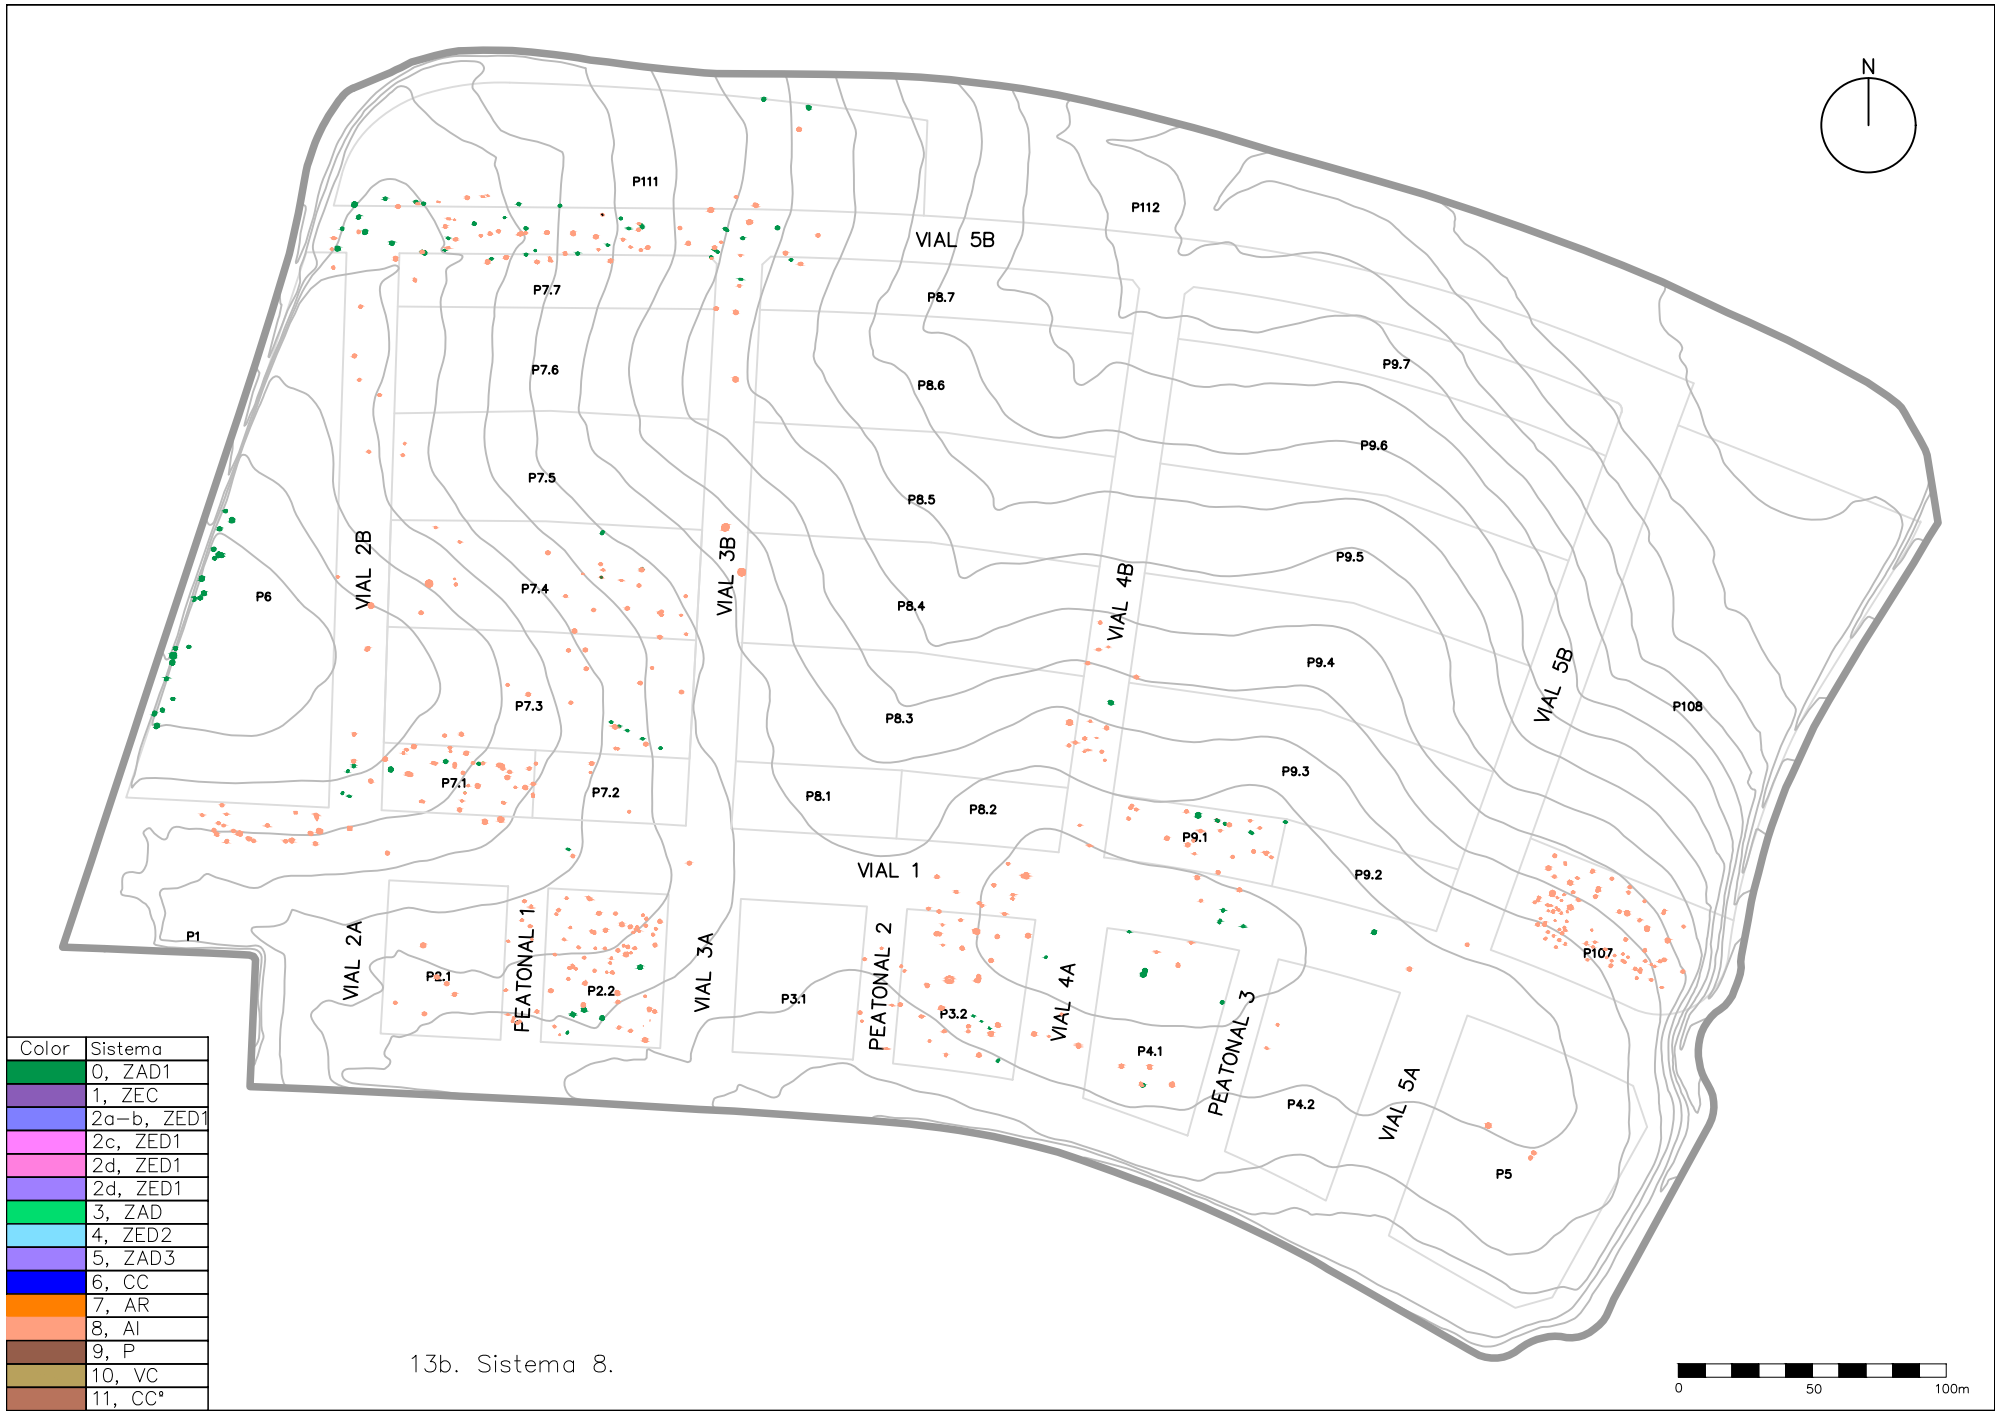 N
P111
P112
VIAL 5B
P7.7
P8.7
P7.6
P8.6
P9.7
P9.6
P7.5
P8.5
VIAL 2B
VIAL 3B
P9.5
P6
P7.4
P8.4
VIAL 4B
P9.4
VIAL 5B
P7.3
P8.3
P108
P9.3
P7.1
P7.2
P8.1
P8.2
P9.1
VIAL 1
P9.2
P1
VIAL 2A
P2.1
PEATONAL 1
P2.2
VIAL 3A
P3.1
PEATONAL 2
P3.2
VIAL 4A
P4.1
PEATONAL 3
P4.2
VIAL 5A
P107
P5
Color Sistema
0, ZAD1
1, ZEC
2a-b, ZED1
2c, ZED1
2d, ZED1
2d, ZED1
3, ZAD
4, ZED2
5, ZAD3
6, CC
7, AR
8, AI
9, P
10, VC
11, CC*
13b. Sistema 8.
0 50 100m